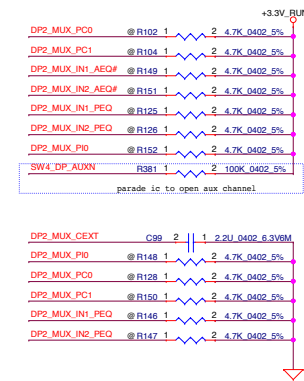 +3.3V_RUN
DP2_MUX_PC0 @ R102 1 2 4.7K_0402_5%
DP2_MUX_PC1 @ R104 1 2 4.7K_0402_5%
DP2_MUX_IN1_AEQ# @ R149 1 2 4.7K_0402_5%
DP2_MUX_IN2_AEQ# @ R151 1 2 4.7K_0402_5%
DP2_MUX_IN1_PEQ @ R125 1 2 4.7K_0402_5%
DP2_MUX_IN2_PEQ @ R126 1 2 4.7K_0402_5%
DP2_MUX_PI0 @ R152 1 2 4.7K_0402_5%
SW4_DP_AUXN R381 1 2 100K_0402_5%
parade ic to open aux channel
DP2_MUX_CEXT C99 2 1 2.2U_0402_6.3V6M
DP2_MUX_PI0 @ R148 1 2 4.7K_0402_5%
DP2_MUX_PC0 @ R128 1 2 4.7K_0402_5%
DP2_MUX_PC1 @ R150 1 2 4.7K_0402_5%
DP2_MUX_IN1_PEQ @ R146 1 2 4.7K_0402_5%
DP2_MUX_IN2_PEQ @ R147 1 2 4.7K_0402_5%